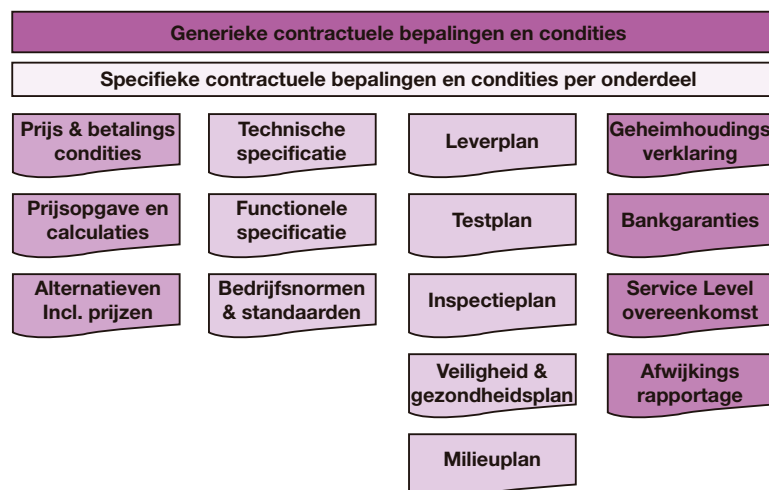 Generieke contractuele bepalingen en condities
Specifieke contractuele bepalingen en condities per onderdeel
Prijs & betalings
condities
Technische
specificatie
Leverplan
Geheimhoudings
verklaring
Prijsopgave en
calculaties
Functionele
specificatie
Testplan
Bankgaranties
Alternatieven
Incl. prijzen
Bedrijfsnormen
& standaarden
Inspectieplan
Service Level
overeenkomst
Veiligheid &
gezondheidsplan
Afwijkings
rapportage
Milieuplan